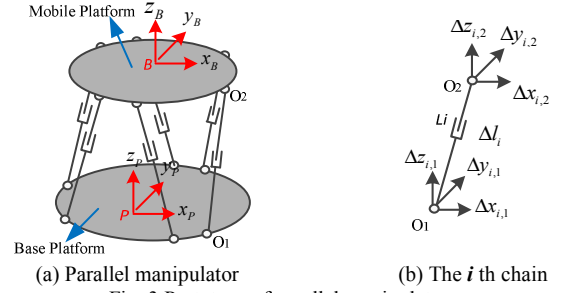 Mobile Platform
z_B
y_B
B
x_B
O2
z_P
y_P
P
x_P
Base Platform
O1
Δz_{i,2}
Δy_{i,2}
O2
Δx_{i,2}
Li
Δl_i
Δz_{i,1}
Δy_{i,1}
Δx_{i,1}
O1
(a) Parallel manipulator
(b) The i th chain